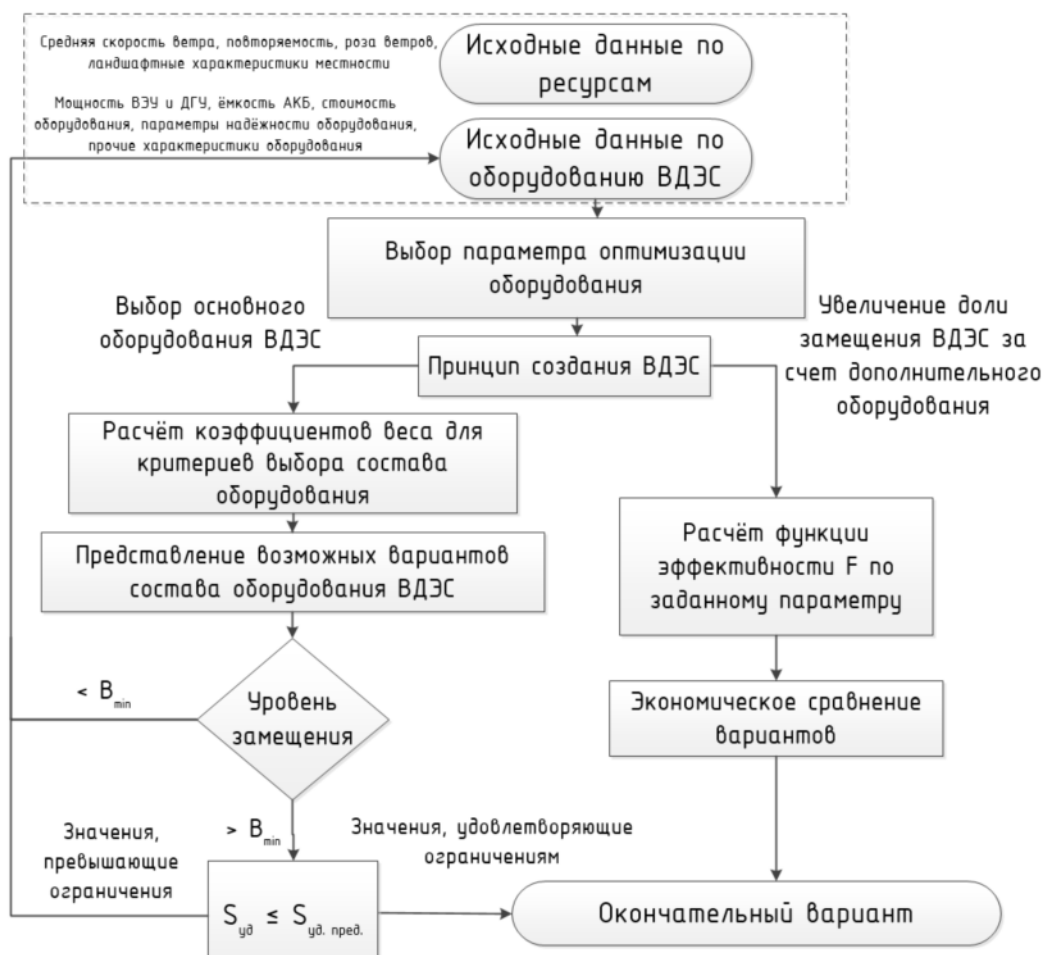 Средняя скорость ветра, повторяемость, роза ветров,
ландшафтные характеристики местности
Исходные данные по
ресурсам
Мощность ВЭУ и ДГУ, ёмкость АКБ, стоимость
оборудования, параметры надёжности оборудования,
прочие характеристики оборудования
Исходные данные по
оборудованию ВДЭС
Выбор параметра оптимизации
оборудования
Выбор основного
оборудования ВДЭС
Принцип создания ВДЭС
Увеличение доли
замещения ВДЭС за
счет дополнительного
оборудования
Расчёт коэффициентов веса для
критериев выбора состава
оборудования
Представление возможных вариантов
состава оборудования ВДЭС
Расчёт функции
эффективности F по
заданному параметру
< B min
Уровень
замещения
Экономическое сравнение
вариантов
> B min
Значения,
превышающие
ограничения
Значения, удовлетворяющие
ограничениям
S уд ≤ S уд. пред.
Окончательный вариант